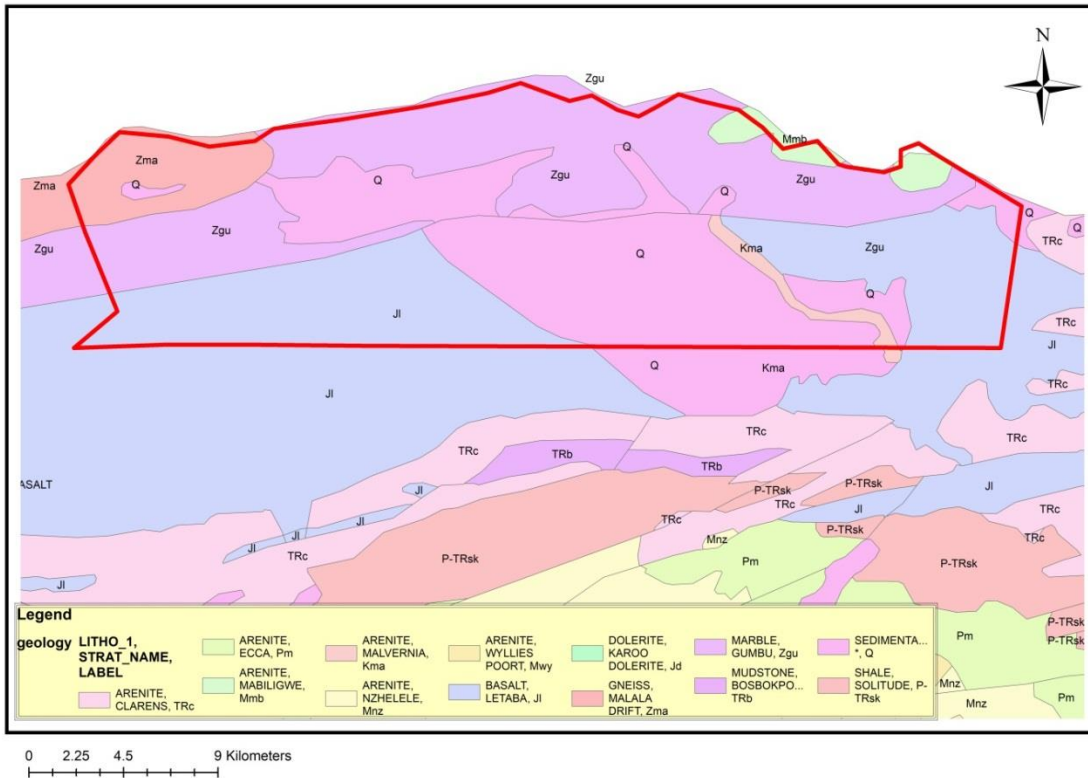 N
Zgu
Mmb
Zma
Q
Zma
Q
Q
Zgu
Zgu
Q
Q
TRc
Q
Zgu
Zgu
Q
Kma
Zgu
Q
TRc
Jl
Jl
Q
Kma
TRc
Jl
TRc
TRc
TRc
TRb
TRb
ASALT
Jl
P-TRsk
P-TRsk
TRc
Jl
Jl
TRc
Jl
Jl
TRc
P-TRsk
Jl
TRc
P-TRsk
Mnz
Pm
P-TRsk
TRc
Jl
Pm
P-TRsk
P-TRsk
Mnz
Mnz
Pm
Legend
geology LITHO_1,
STRAT_NAME,
LABEL
ARENITE,
CLARENS, TRc
ARENITE,
ECCA, Pm
ARENITE,
MABILIGWE,
Mmb
ARENITE,
MALVERNIA,
Kma
ARENITE,
NZHELELE,
Mnz
ARENITE,
WYLLIES
POORT, Mwy
BASALT,
LETABA, Jl
DOLERITE,
KAROO
DOLERITE, Jd
GNEISS,
MALALA
DRIFT, Zma
MARBLE,
GUMBU, Zgu
MUDSTONE,
BOSBOKPO...
TRb
SEDIMENTA...
*, Q
SHALE,
SOLITUDE, P-
TRsk
0 2.25 4.5 9 Kilometers